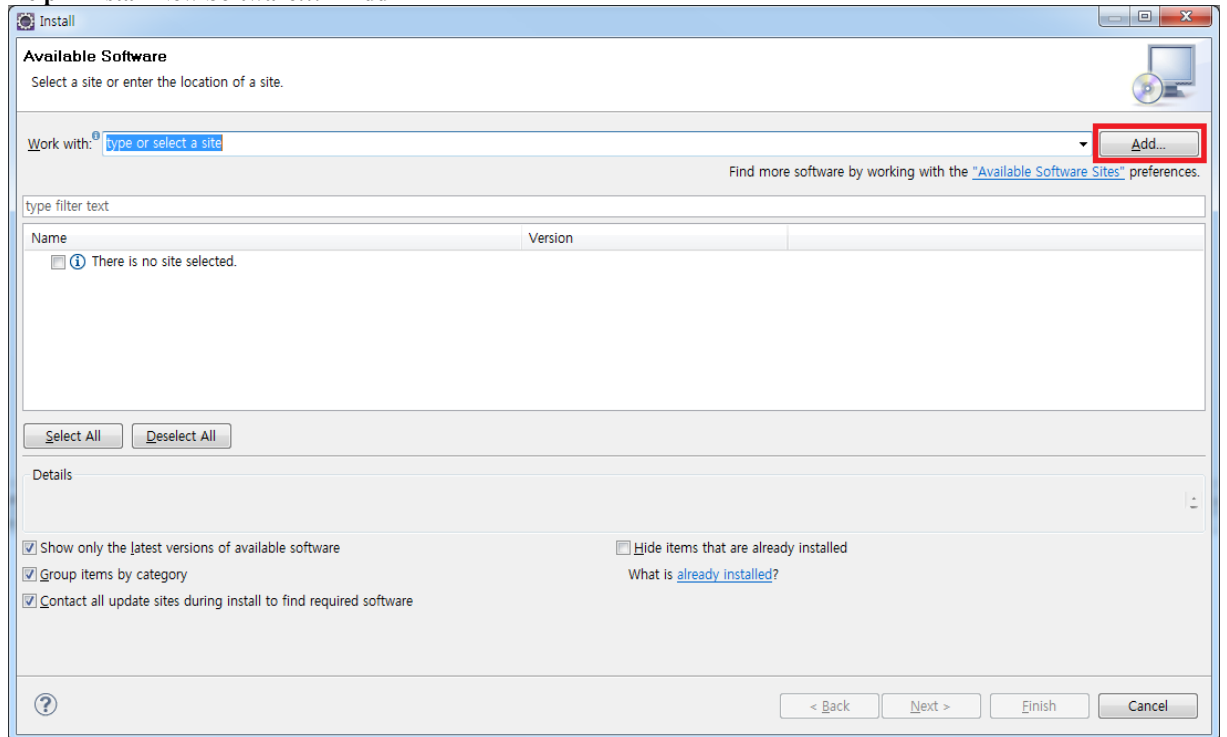 Install
Available Software
Select a site or enter the location of a site.
Work with: type or select a site
Add...
Find more software by working with the "Available Software Sites" preferences.
type filter text
Name Version
There is no site selected.
Select All Deselect All
Details
Show only the latest versions of available software
Hide items that are already installed
Group items by category
What is already installed?
Contact all update sites during install to find required software
< Back Next > Finish Cancel